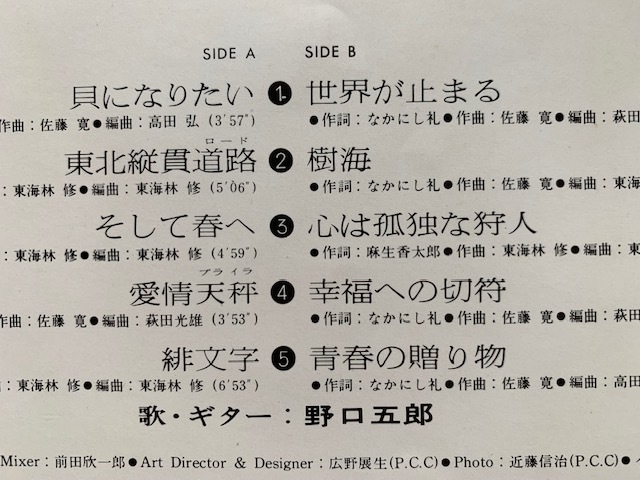 SIDE A SIDE B
貝になりたい 1 世界が止まる
作曲：佐藤 寛●編曲：高田 弘 (3′57″) ●作詞：なかにし礼●作曲：佐藤 寛●編曲：萩田
ロード
東北縦貫道路 2 樹海
：東海林 修●編曲：東海林 修 (5′06″) ●作詞：なかにし礼●作曲：佐藤 寛●編曲：東海
そして春へ 3 心は孤独な狩人
：東海林 修●編曲：東海林 修 (4′59″) ●作詞：麻生香太郎●作曲：東海林 修●編曲：東
プライラ
愛情天秤 4 幸福への切符
作曲：佐藤 寛●編曲：萩田光雄 (3′53″) ●作詞：なかにし礼●作曲：佐藤 寛●編曲：萩田
緋文字 5 青春の贈り物
：東海林 修●編曲：東海林 修 (6′53″) ●作詞：なかにし礼●作曲：佐藤 寛●編曲：高田
歌・ギター：野口五郎
Mixer：前田欣一郎●Art Director & Designer：広野展生(P.C.C)●Photo：近藤信治(P.C.C)●